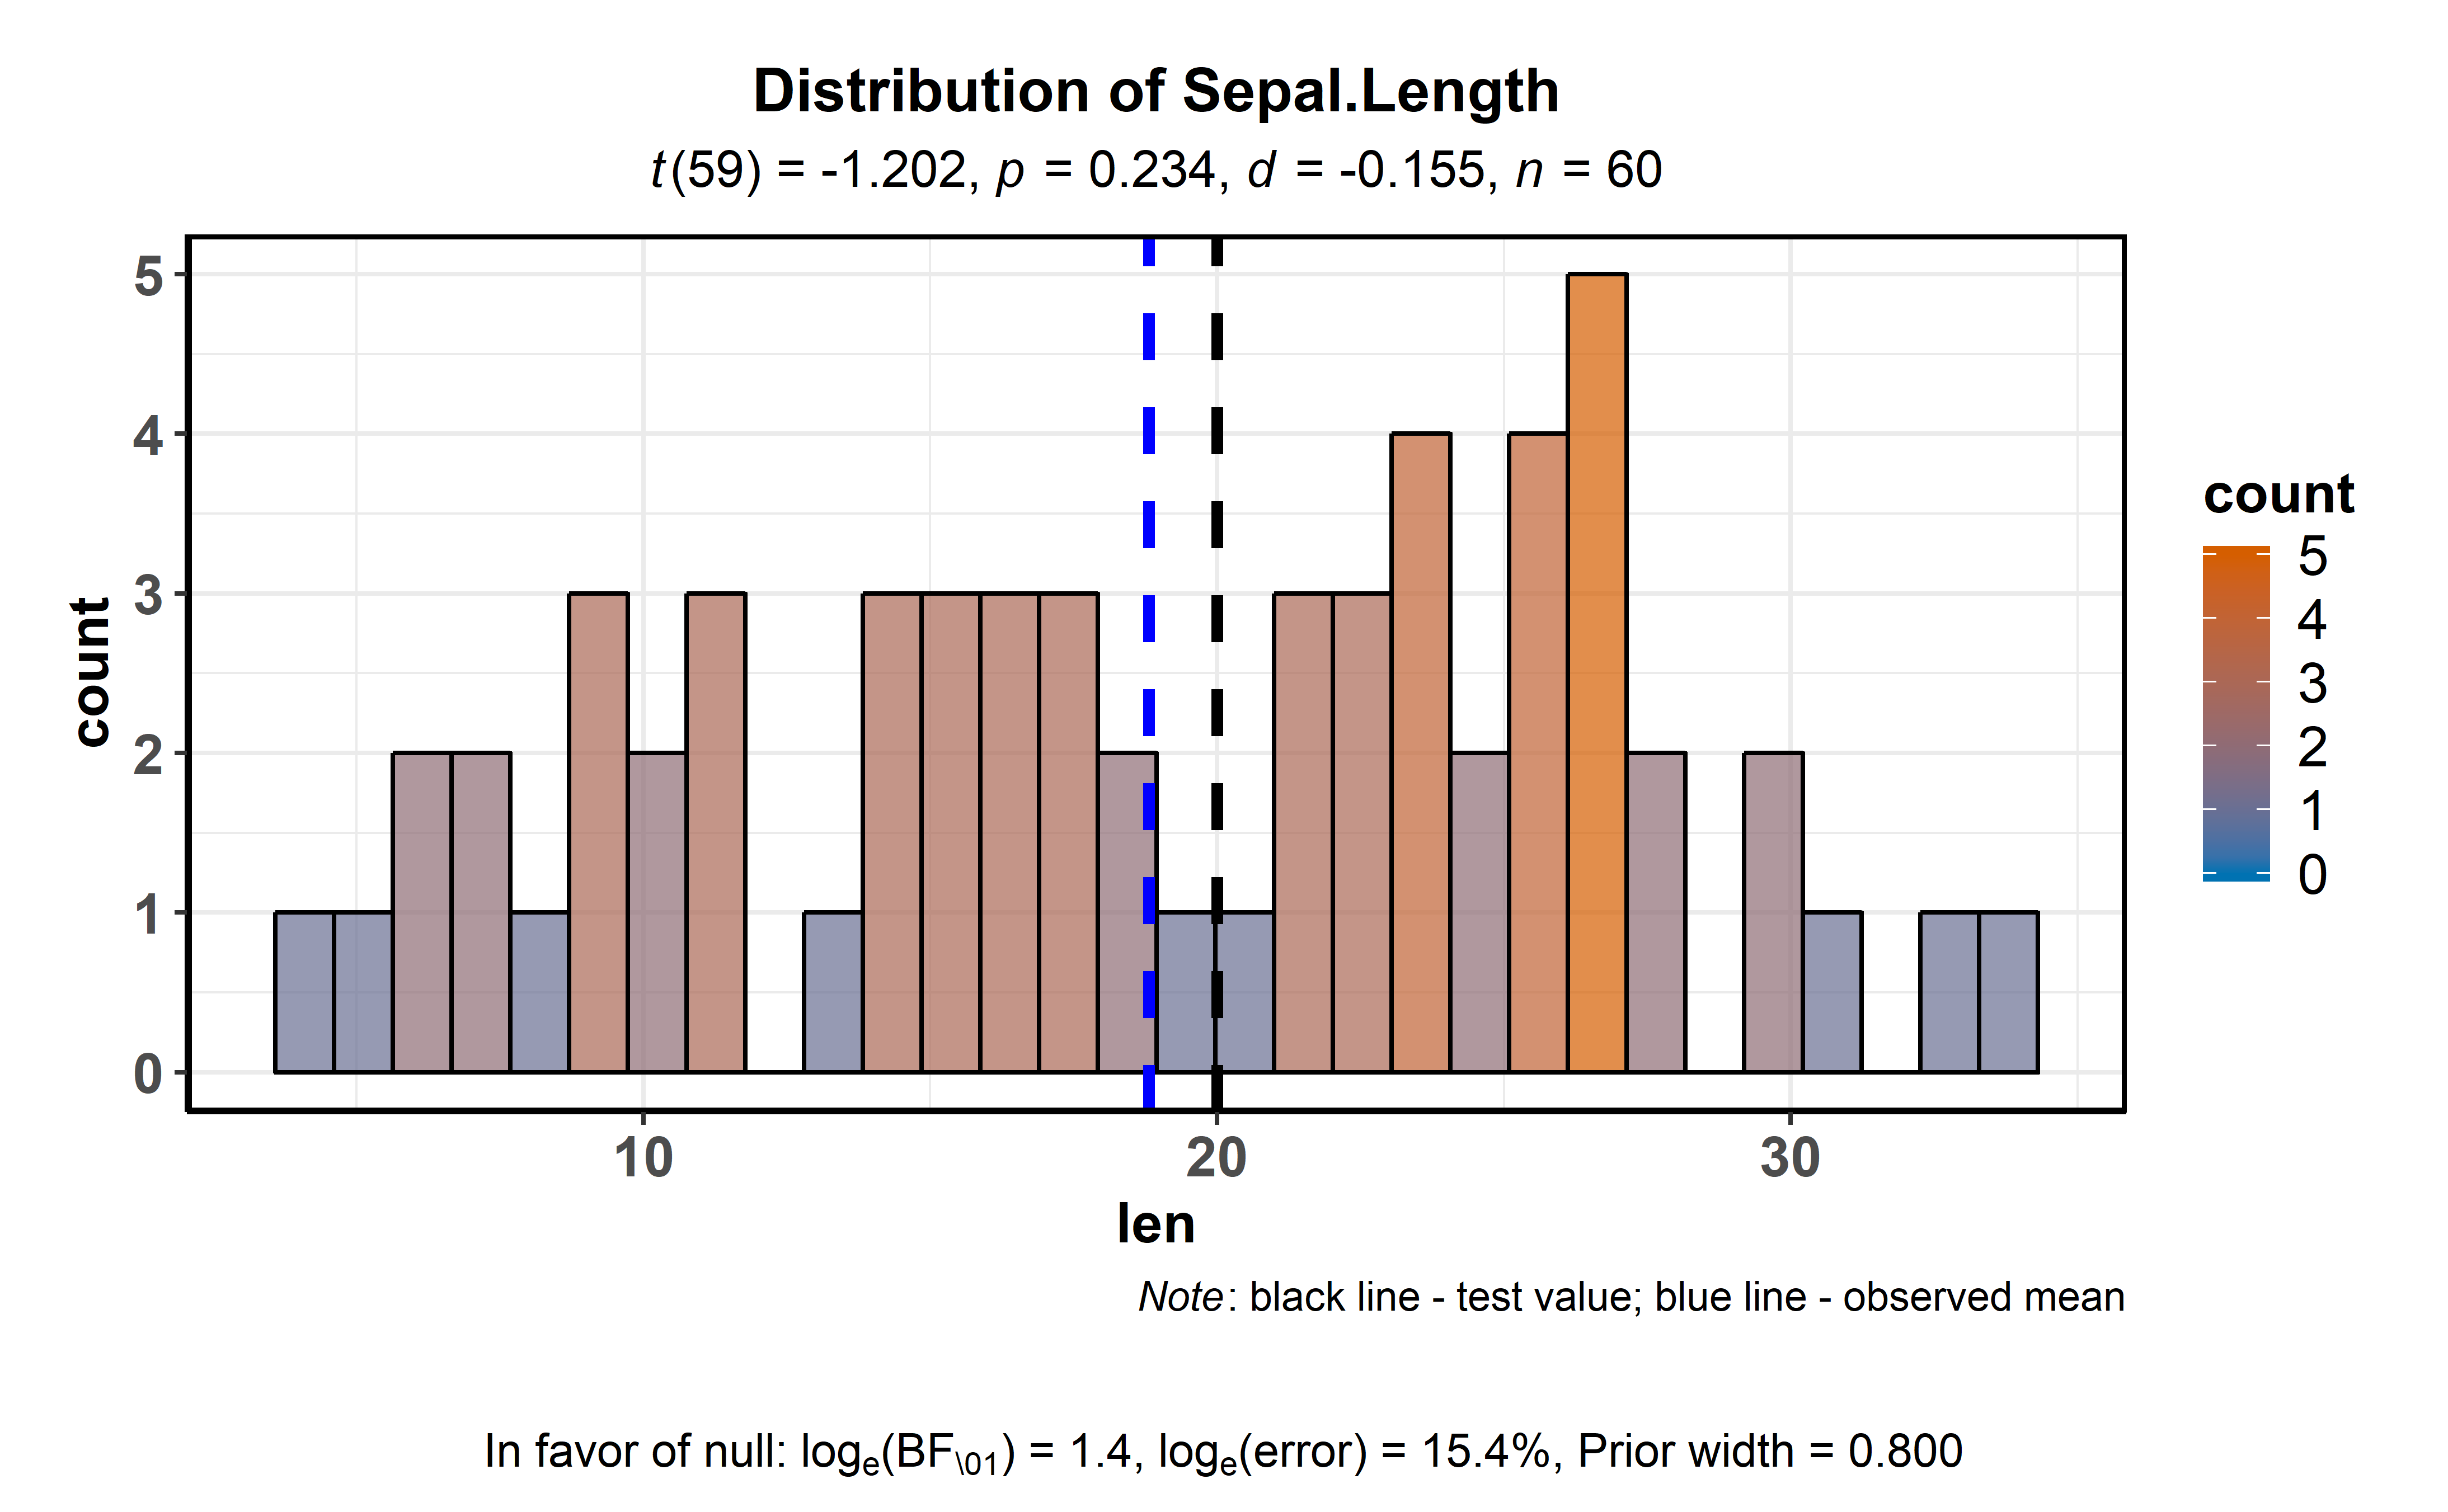 Distribution of Sepal.Length
t(59) = -1.202, p = 0.234, d = -0.155, n = 60
5
4
3
2
1
0
count
10 20 30
len
count
5
4
3
2
1
0
Note: black line - test value; blue line - observed mean
In favor of null: loge(BF\01) = 1.4, loge(error) = 15.4%, Prior width = 0.800